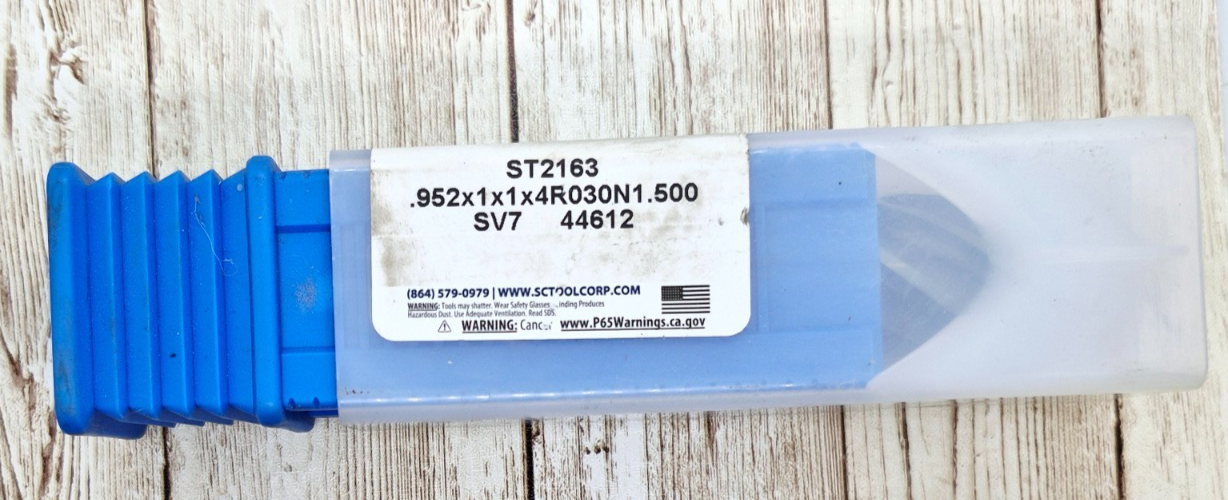 ST2163
.952x1x1x4R030N1.500
SV7 44612
(864) 579-0979 | WWW.SCTOOLCORP.COM
WARNING: Tools may shatter. Wear Safety Glasses. Produces
Hazardous Dust. Use Adequate Ventilation. Read SDS.
WARNING: www.P65Warnings.ca.gov